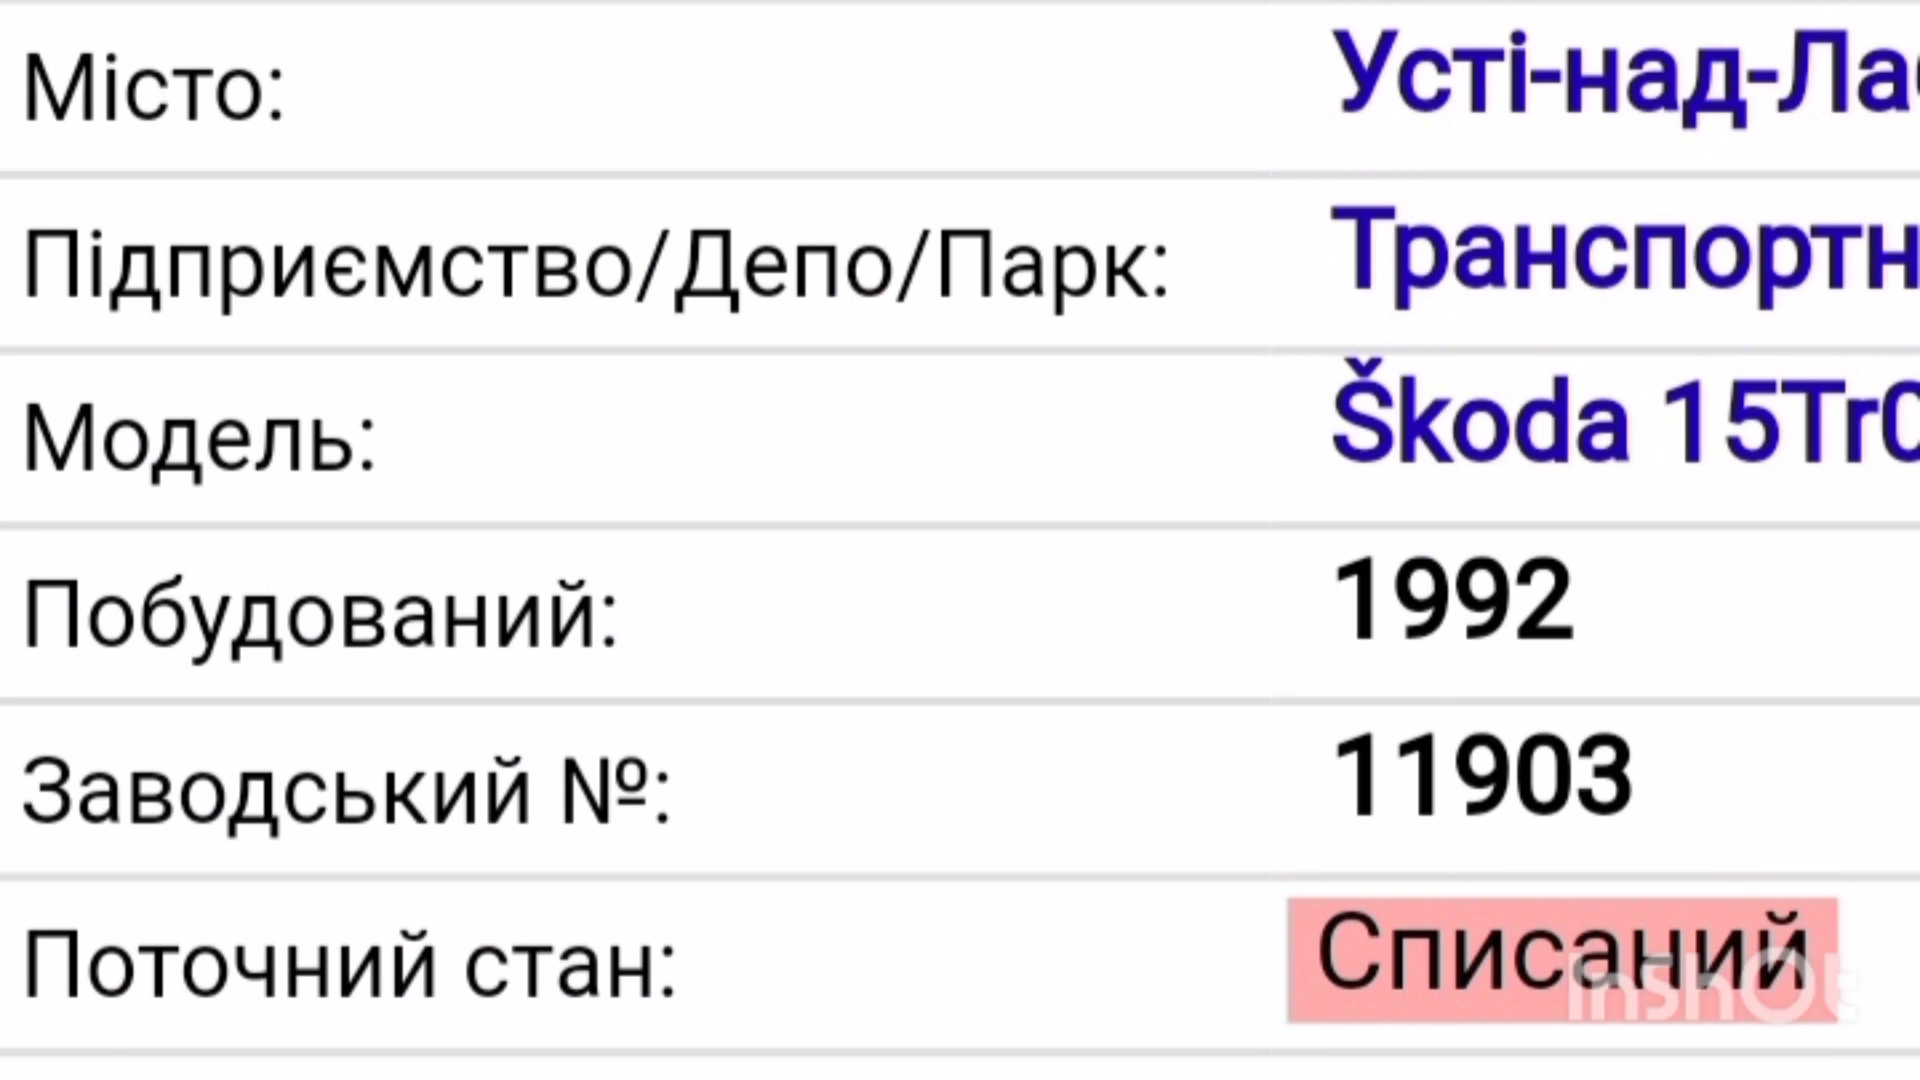 Місто: Усті-над-Ла
Підприємство/Депо/Парк: Транспортн
Модель: Škoda 15Tr
Побудований: 1992
Заводський №: 11903
Поточний стан: Списаний
InShOt